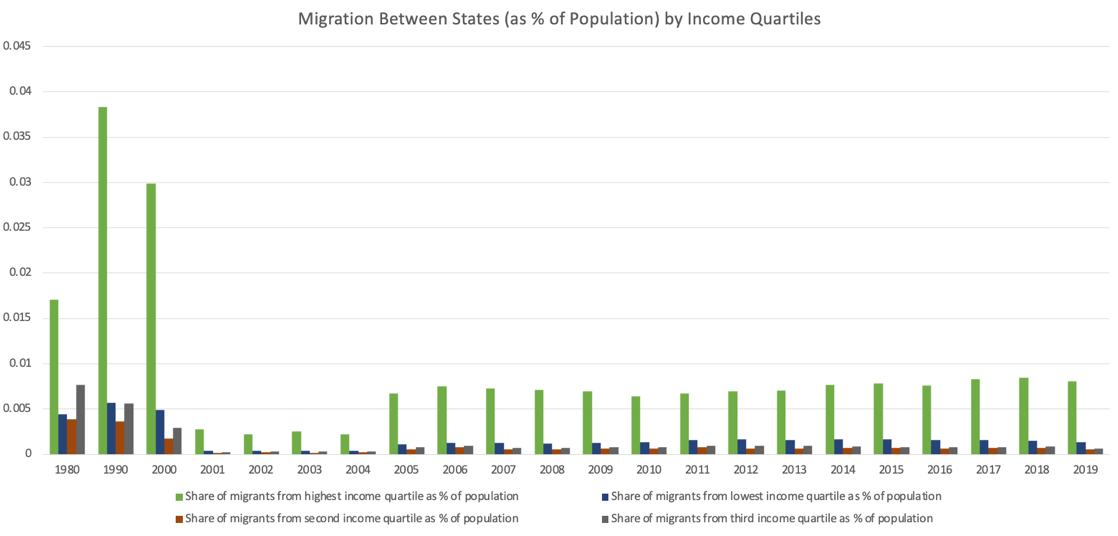 Migration Between States (as % of Population) by Income Quartiles
0.045
0.04
0.035
0.03
0.025
0.02
0.015
0.01
0.005
0
1980 1990 2000 2001 2002 2003 2004 2005 2006 2007 2008 2009 2010 2011 2012 2013 2014 2015 2016 2017 2018 2019
Share of migrants from highest income quartile as % of population Share of migrants from lowest income quartile as % of population
Share of migrants from second income quartile as % of population Share of migrants from third income quartile as % of population